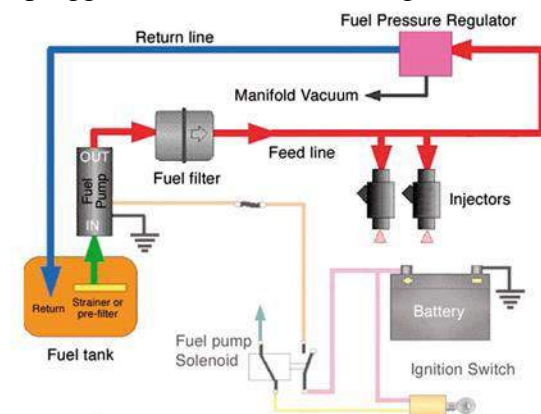 Fuel Pressure Regulator
Return line
Manifold Vacuum
OUT
Feed line
Fuel filter
Fuel
Pump
Injectors
IN
Return
Strainer or
pre-filter
Battery
Fuel tank
Fuel pump
Solenoid
Ignition Switch